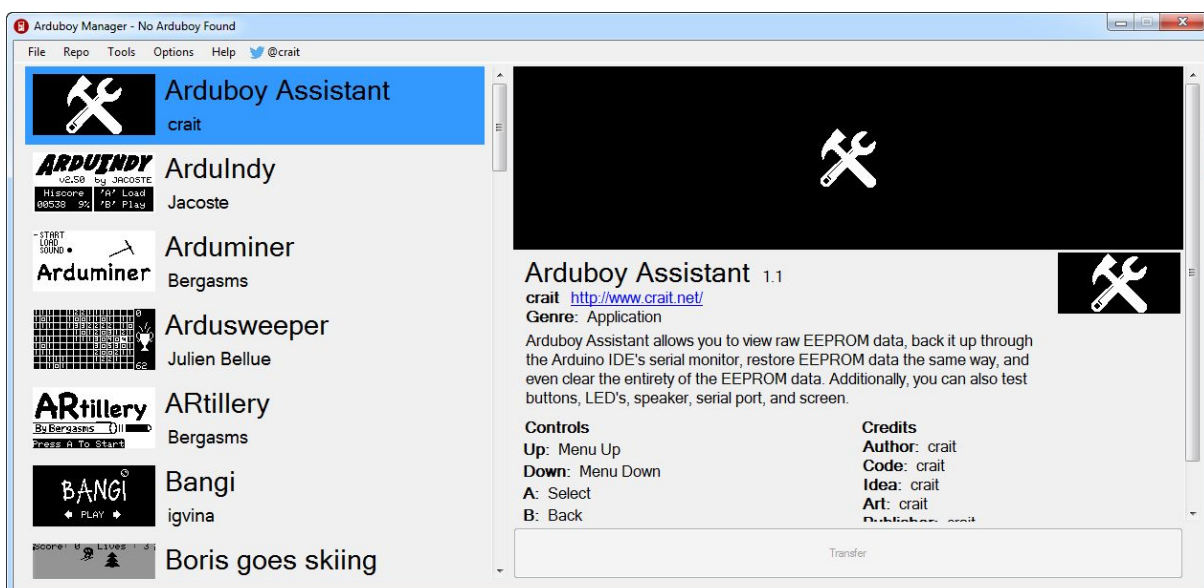 Arduboy Manager - No Arduboy Found
File Repo Tools Options Help @crait
Arduboy Assistant
crait
ARDUINDY
v2.50 by JACOSTE
Hiscore 'A' Load
00538 9% 'B' Play
ArduIndy
Jacoste
-START
LOAD
SOUND
Arduminer
Arduminer
Bergasms
0
62
Ardusweeper
Julien Bellue
ARtillery
By Bergasms
Press A To Start
ARtillery
Bergasms
BANGi
PLAY
Bangi
igvina
Score: 0 Lives : 3
Boris goes skiing
Arduboy Assistant 1.1
crait http://www.crait.net/
Genre: Application
Arduboy Assistant allows you to view raw EEPROM data, back it up through
the Arduino IDE's serial monitor, restore EEPROM data the same way, and
even clear the entirety of the EEPROM data. Additionally, you can also test
buttons, LED's, speaker, serial port, and screen.
Controls
Up: Menu Up
Down: Menu Down
A: Select
B: Back
Credits
Author: crait
Code: crait
Idea: crait
Art: crait
Publisher: crait
Transfer